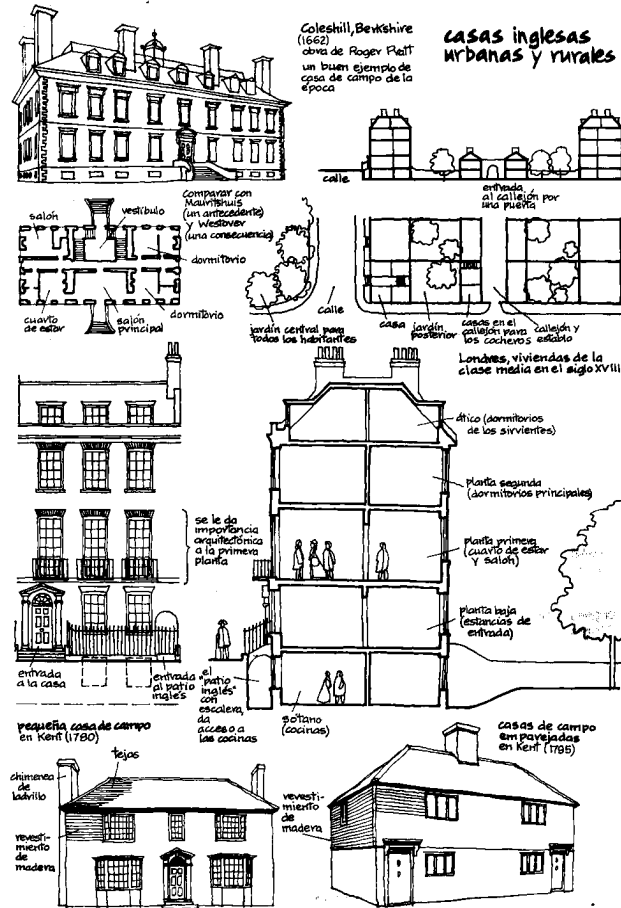 Coleshill, Berkshire
(1662)
obra de Roger Pratt
un buen ejemplo de
casa de campo de la
época
casas inglesas
urbanas y rurales
calle
entrada
al callejón por
una puerta
salón
vestíbulo
comparar con
Mauritshuis
(un antecedente)
y Westover
(una consecuencia)
dormitorio
cuarto
de estar
salón
principal
dormitorio
jardín central para
todos los habitantes
calle
casa
jardín
posterior
casas en el
callejón para
los cocheros
callejón y
establo
Londres, viviendas de la
clase media en el siglo XVIII
ático (dormitorios
de los sirvientes)
planta segunda
(dormitorios principales)
se le da
importancia
arquitectónica
a la primera
planta
planta primera
(cuarto de estar
y salón)
planta baja
(estancias de
entrada)
entrada
a la casa
entrada
al patio
inglés
el
"patio
inglés"
con
escalera,
da
acceso a
las cocinas
sótano
(cocinas)
pequeña casa de campo
en Kent (1780)
tejas
chimenea
de
ladrillo
revesti-
miento
de
madera
casas de campo
emparejadas
en Kent (1795)
revesti-
miento
de
madera